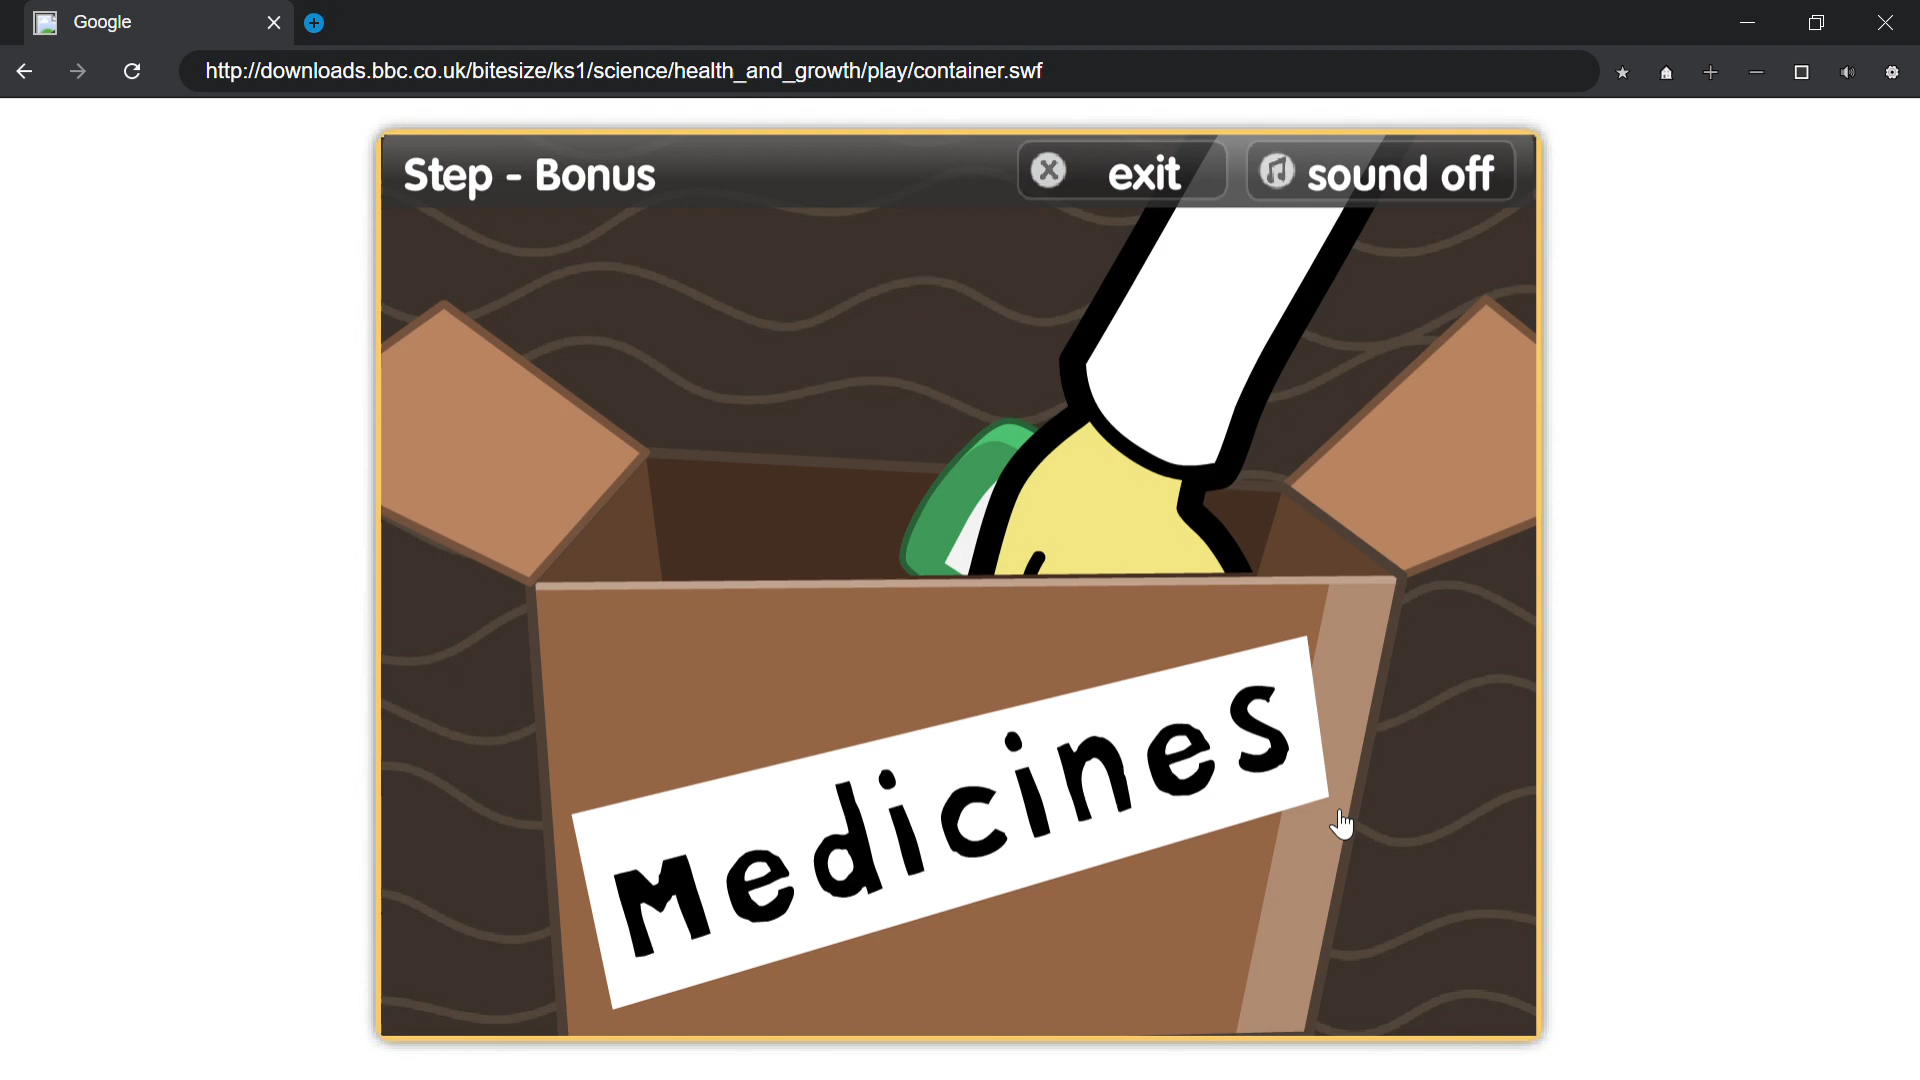 Google
http://downloads.bbc.co.uk/bitesize/ks1/science/health_and_growth/play/container.swf
Step - Bonus
exit
sound off
Medicines